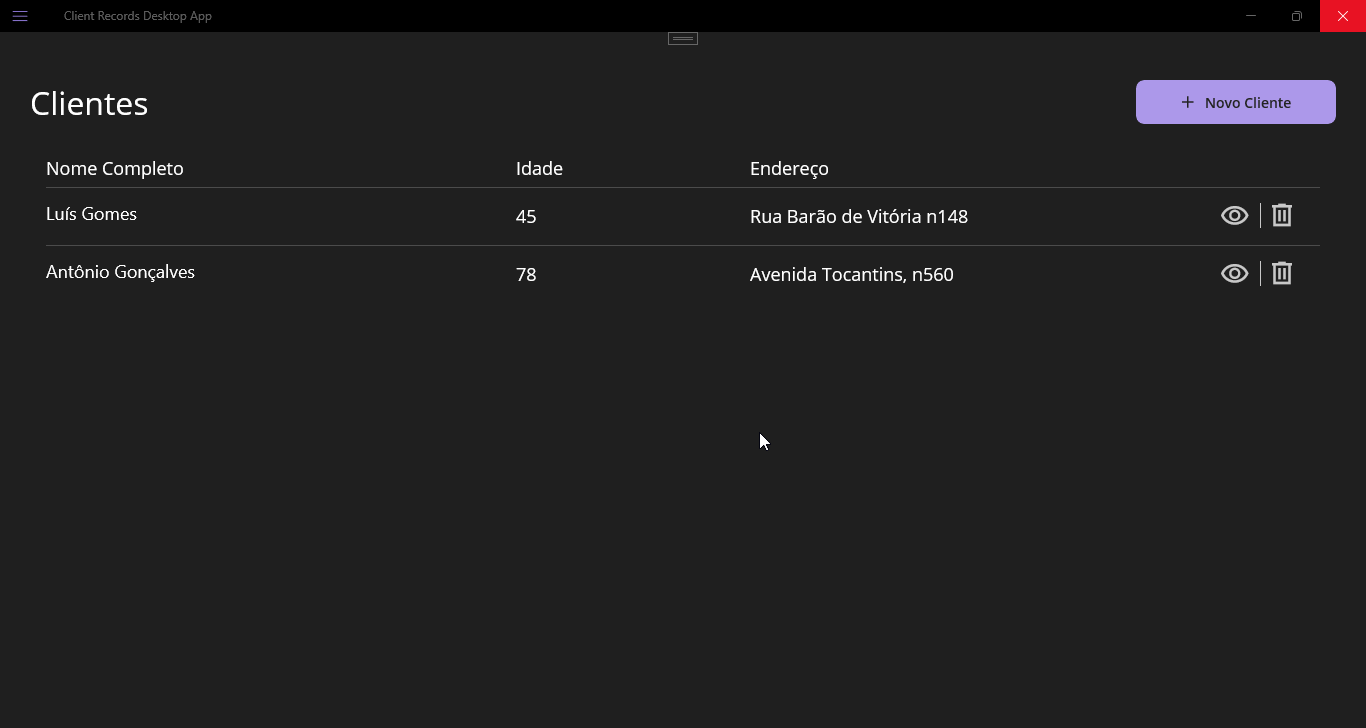 Client Records Desktop App
Clientes
+ Novo Cliente
Nome Completo Idade Endereço
Luís Gomes 45 Rua Barão de Vitória n148
Antônio Gonçalves 78 Avenida Tocantins, n560